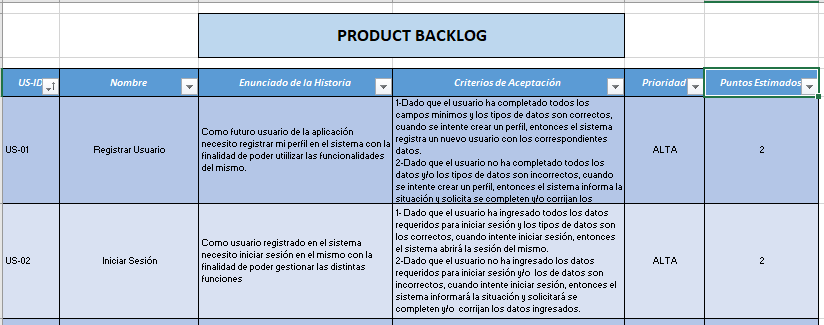 PRODUCT BACKLOG
US-ID
Nombre
Enunciado de la Historia
Criterios de Aceptación
Prioridad
Puntos Estimados
US-01
Registrar Usuario
Como futuro usuario de la aplicación
necesito registrar mi perfil en el sistema con la
finalidad de poder utiilizar las funcionalidades
del mismo.
1-Dado que el usuario ha completado todos los
campos minimos y los tipos de datos son correctos,
cuando se intente crear un perfil, entonces el sistema
registra un nuevo usuario con los correspondientes
datos.
2-Dado que el usuario no ha completado todos los
datos y/o los tipos de datos son incorrectos, cuando
se intente crear un perfil, entonces el sistema informa la
situación y solicita se completen y/o corrijan los
ALTA
2
US-02
Iniciar Sesión
Como usuario registrado en el sistema
necesito iniciar sesión en el mismo con la
finalidad de poder gestionar las distintas
funciones
1- Dado que el usuario ha ingresado todos los datos
requeridos para iniciar sesión y los tipos de datos son
los correctos, cuando intente iniciar sesión, entonces
el sistema abrirá la sesión del mismo.
2-Dado que el usuario no ha ingresado los datos
requeridos para iniciar sesión y/o los de datos son
incorrectos, cuando intente iniciar sesión, entonces el
sistema informará la situación y solicitará se
completen y/o corrijan los datos ingresados.
ALTA
2